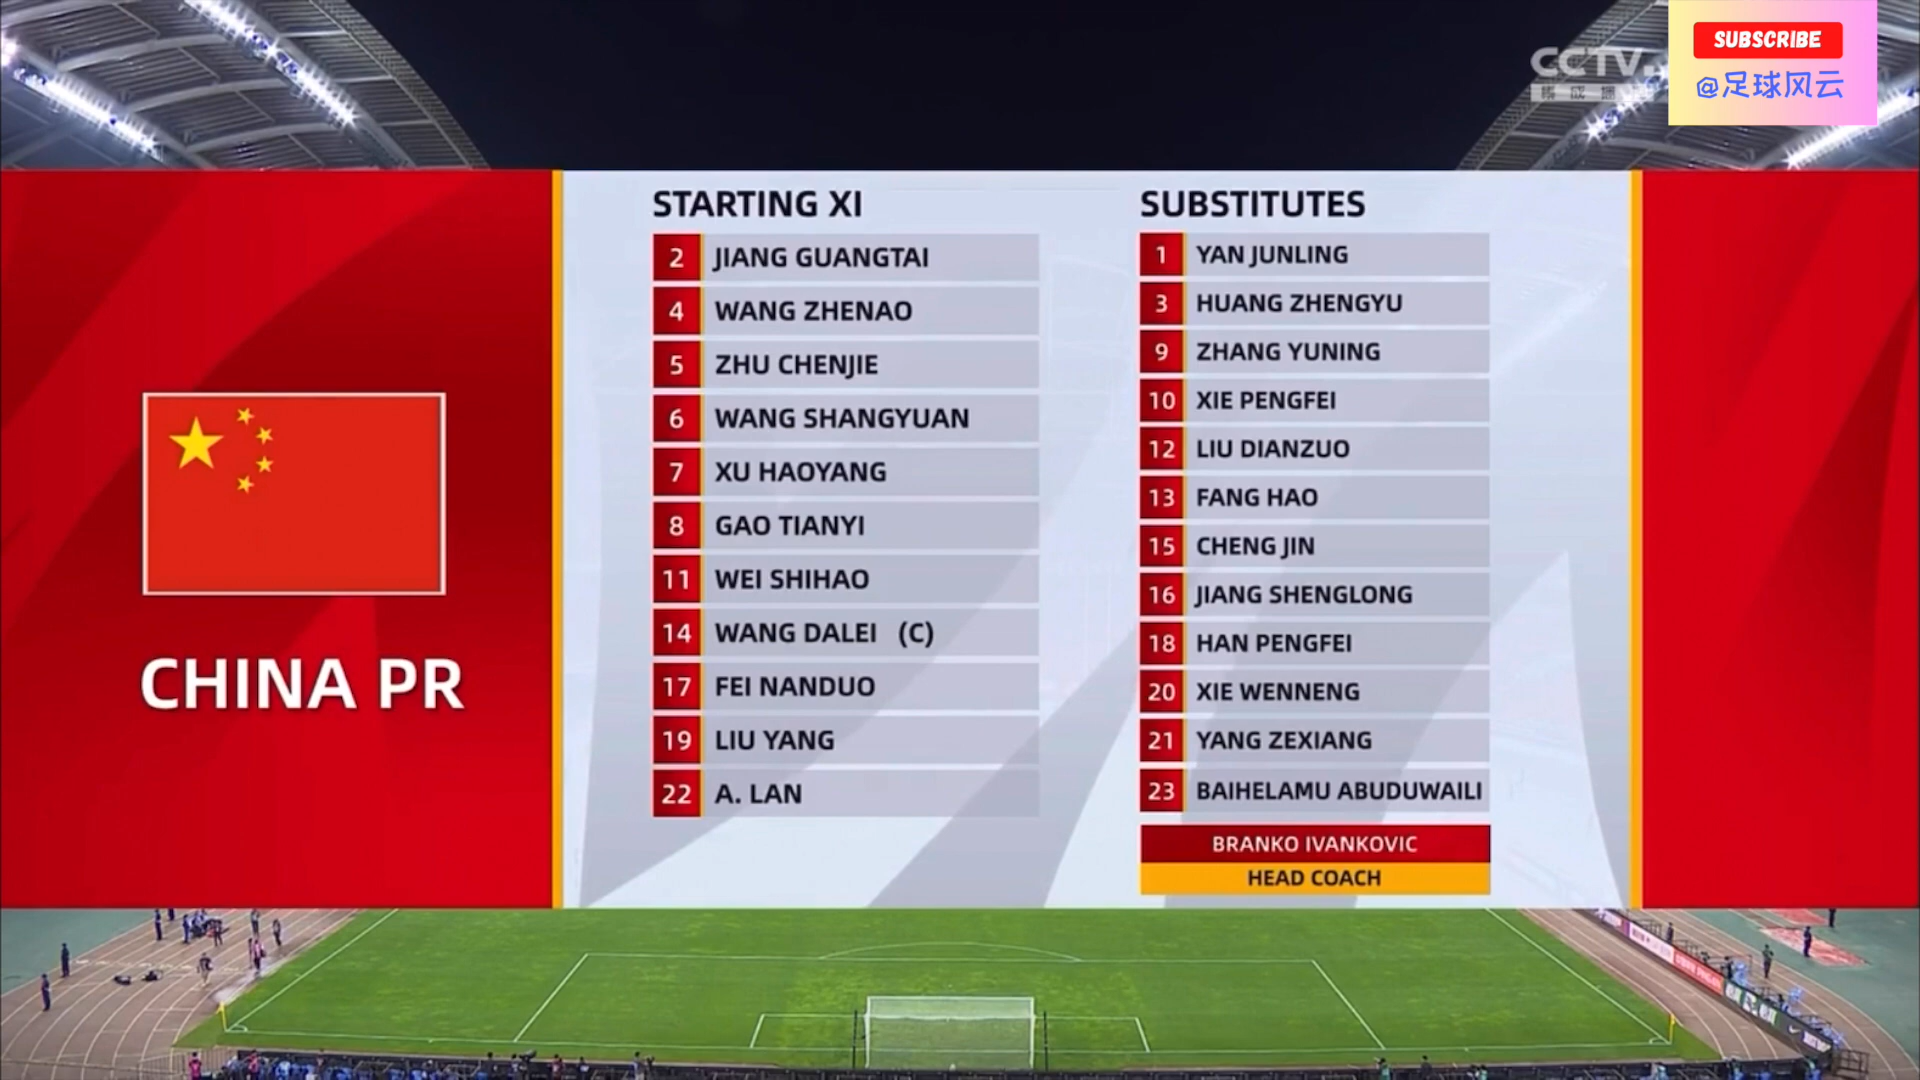 CCTV
SUBSCRIBE
@足球风云
CHINA PR
STARTING XI
2 JIANG GUANGTAI
4 WANG ZHENAO
5 ZHU CHENJIE
6 WANG SHANGYUAN
7 XU HAOYANG
8 GAO TIANYI
11 WEI SHIHAO
14 WANG DALEI (C)
17 FEI NANDUO
19 LIU YANG
22 A. LAN
SUBSTITUTES
1 YAN JUNLING
3 HUANG ZHENGYU
9 ZHANG YUNING
10 XIE PENGFEI
12 LIU DIANZUO
13 FANG HAO
15 CHENG JIN
16 JIANG SHENGLONG
18 HAN PENGFEI
20 XIE WENNENG
21 YANG ZEXIANG
23 BAIHELAMU ABUDUWAILI
BRANKO IVANKOVIC
HEAD COACH